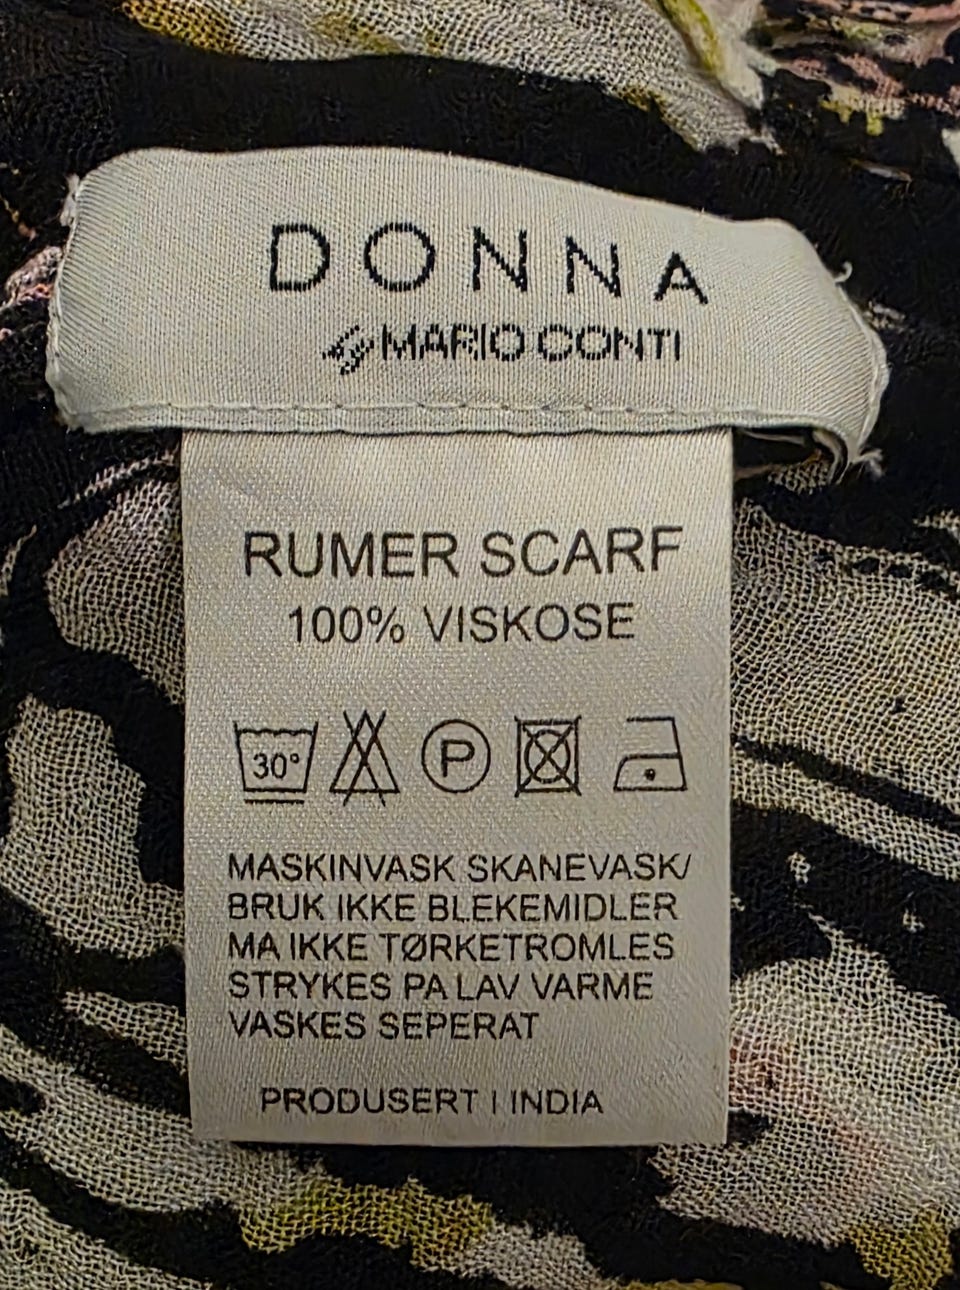 DONNA
by MARIO CONTI
RUMER SCARF
100% VISKOSE
30° P
MASKINVASK SKANEVASK/
BRUK IKKE BLEKEMIDLER
MA IKKE TØRKETROMLES
STRYKES PA LAV VARME
VASKES SEPERAT
PRODUSERT I INDIA